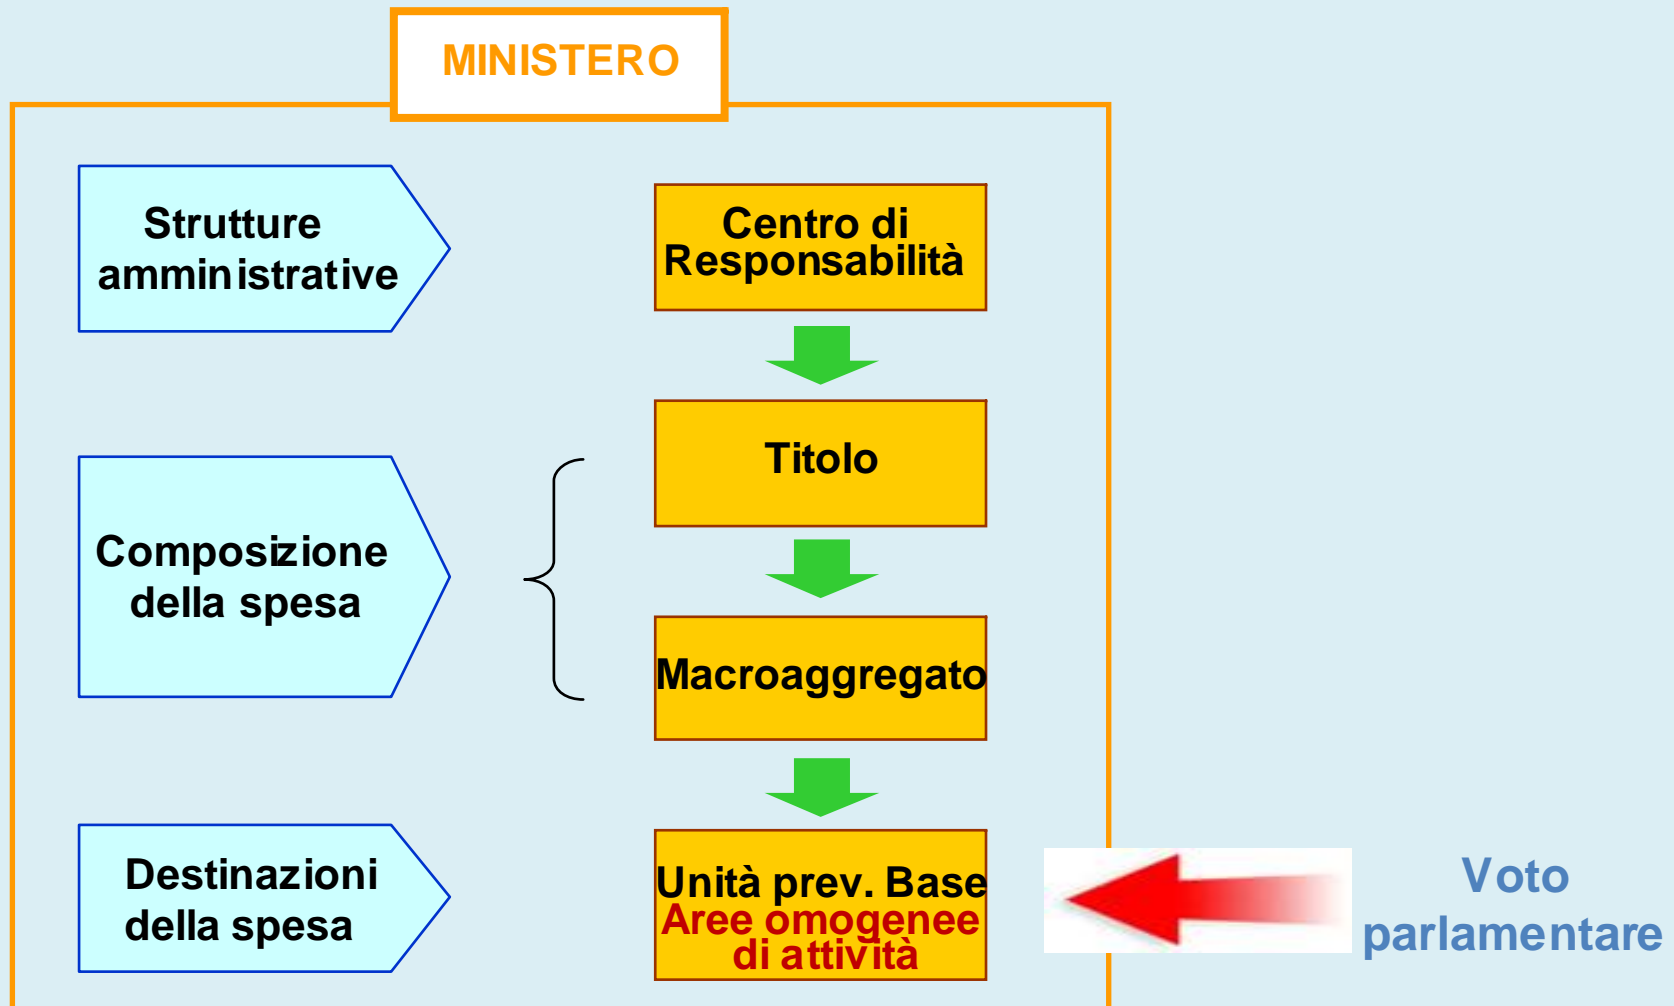 MINISTERO
Strutture
amministrative
Centro di
Responsabilità
Titolo
Composizione
della spesa
Macroaggregato
Destinazioni
della spesa
Unità prev. Base
Aree omogenee
di attività
Voto
parlamentare